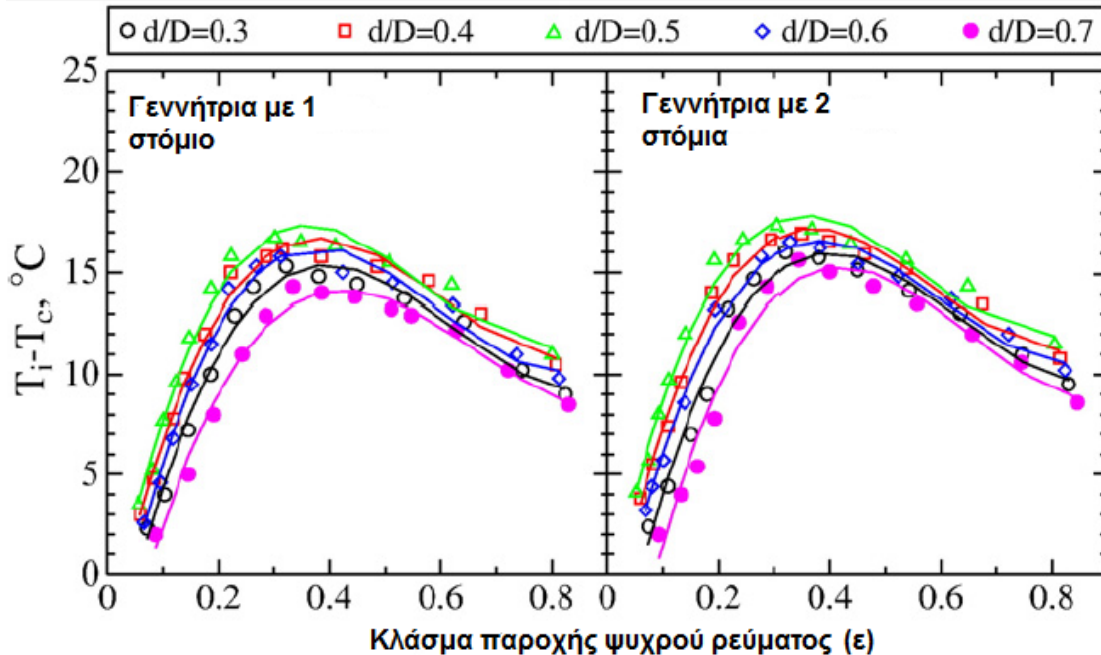 d/D=0.3 d/D=0.4 d/D=0.5 d/D=0.6 d/D=0.7
25
20
15
10
5
0
Γεννήτρια με 1
στόμιο
Γεννήτρια με 2
στόμια
Ti-Tc, °C
0.2 0.4 0.6 0.8 0 0.2 0.4 0.6 0.8
Κλάσμα παροχής ψυχρού ρεύματος (ε)